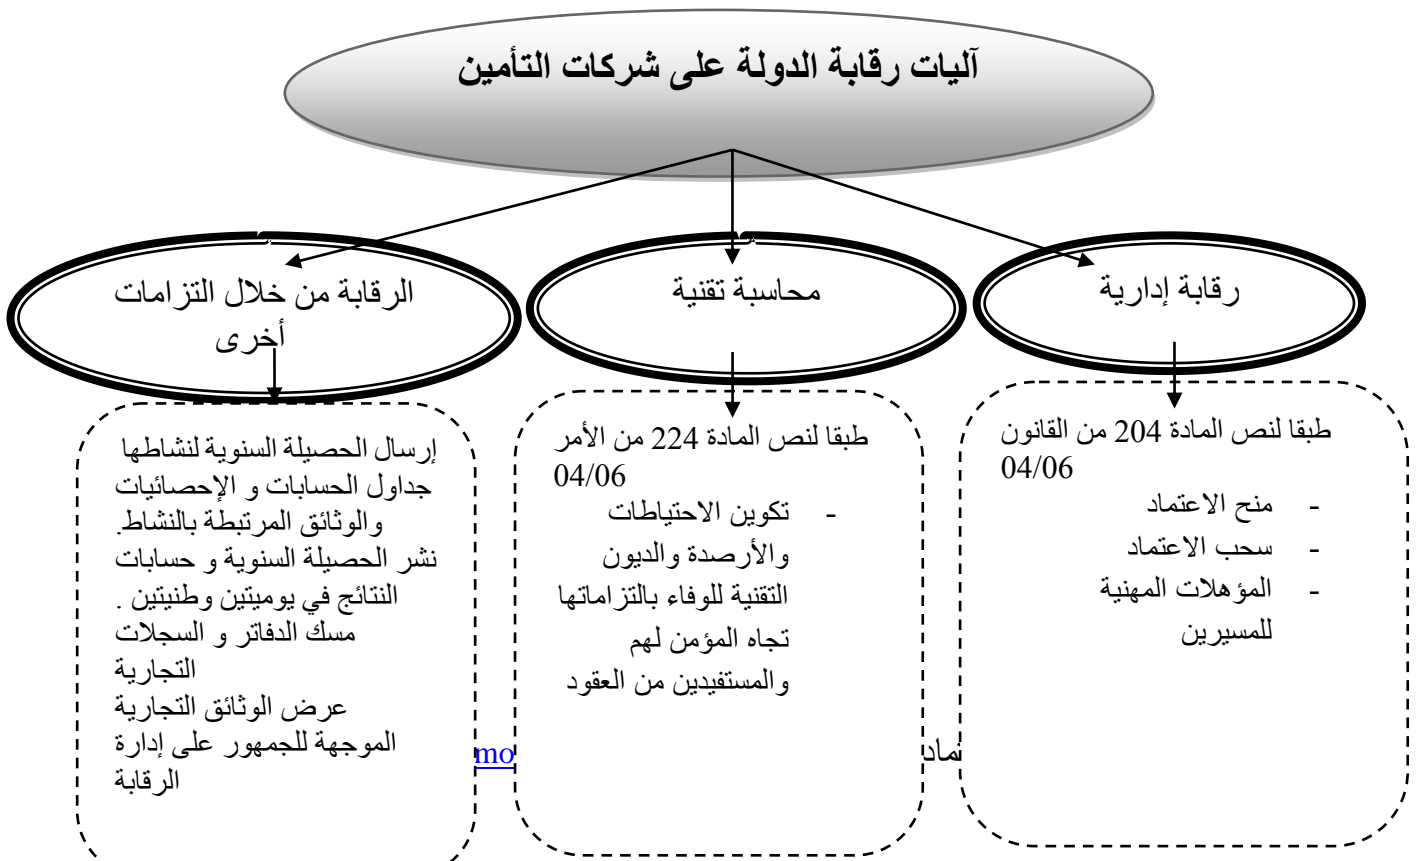 آليات رقابة الدولة على شركات التأمين
رقابة إدارية
محاسبة تقنية
الرقابة من خلال التزامات
أخرى
طبقا لنص المادة 204 من القانون
04/06
- منح الاعتماد
- سحب الاعتماد
- المؤهلات المهنية
للمسيرين
طبقا لنص المادة 224 من الأمر
04/06
- تكوين الاحتياطات
والأرصدة والديون
التقنية للوفاء بالتزاماتها
تجاه المؤمن لهم
والمستفيدين من العقود
إرسال الحصيلة السنوية لنشاطها
جداول الحسابات و الإحصائيات
والوثائق المرتبطة بالنشاط.
نشر الحصيلة السنوية و حسابات
النتائج في يوميتين وطنيتين .
مسك الدفاتر و السجلات
التجارية
عرض الوثائق التجارية
الموجهة للجمهور على إدارة
الرقابة
mo